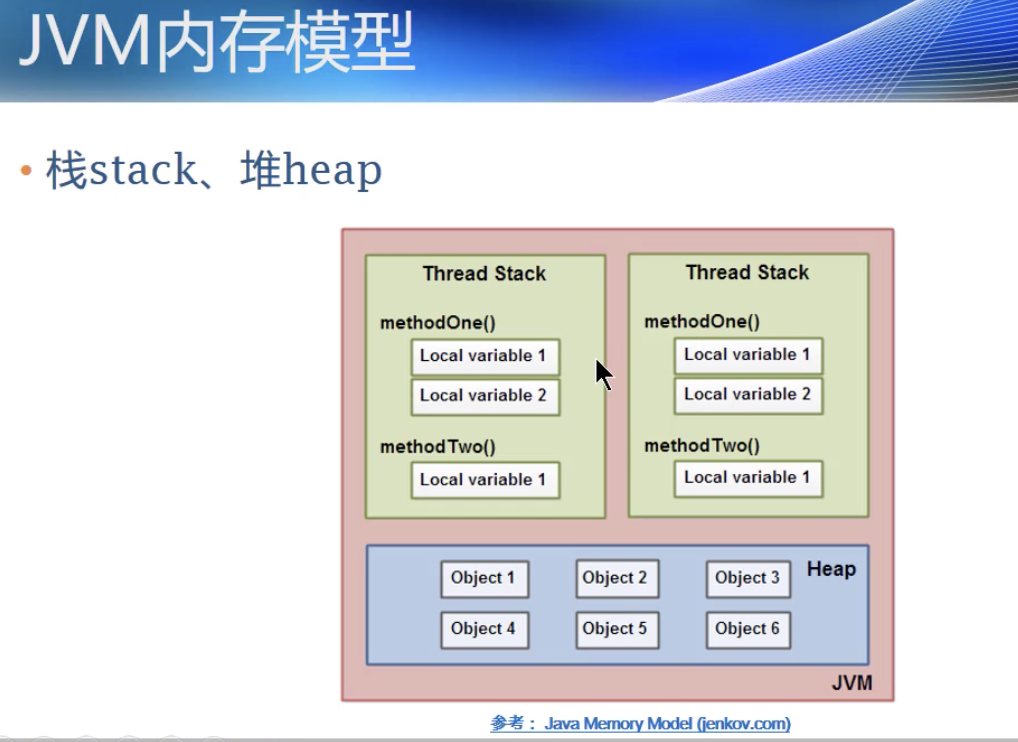 JVM内存模型
• 栈stack、堆heap
Thread Stack
methodOne()
Local variable 1
Local variable 2
methodTwo()
Local variable 1
Thread Stack
methodOne()
Local variable 1
Local variable 2
methodTwo()
Local variable 1
Heap
Object 1 Object 2 Object 3
Object 4 Object 5 Object 6
JVM
参考： Java Memory Model (jenkov.com)